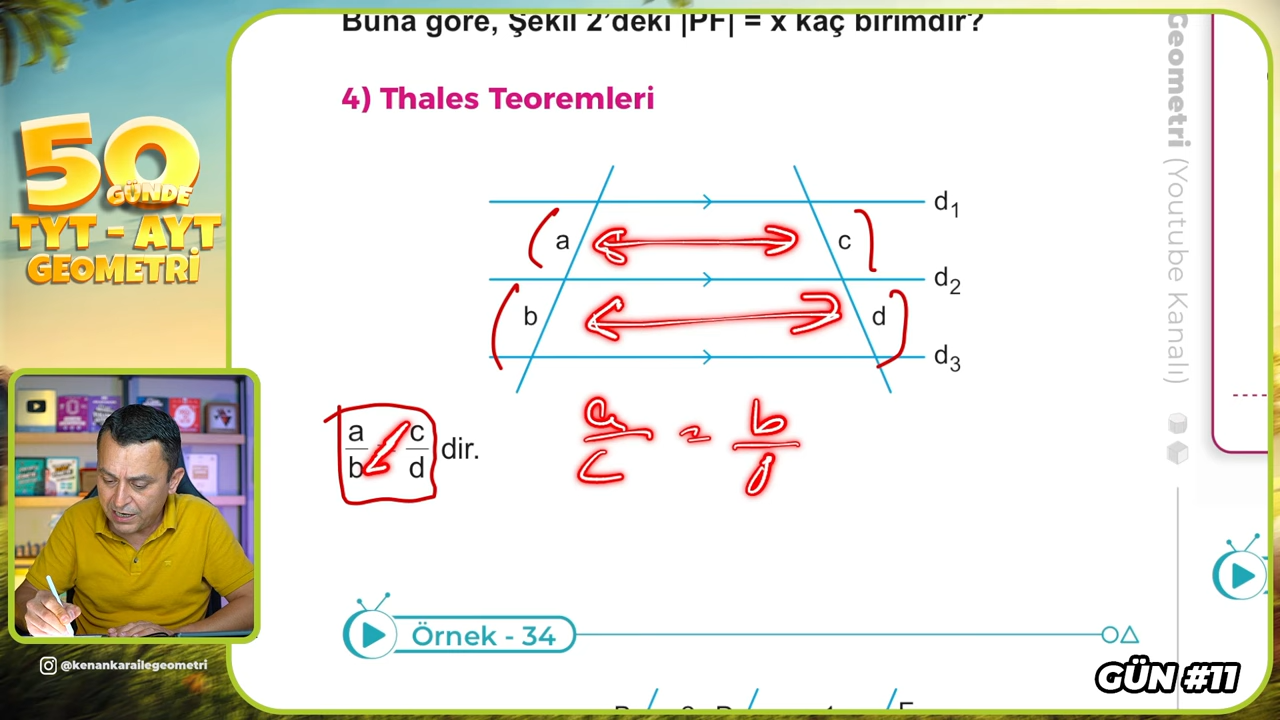 Buna göre, Şekil 2’deki |PF| = x kaç birimdir?
4) Thales Teoremleri
50
GÜNDE
TYT - AYT
GEOMETRİ
d1
a
c
d2
b
d
d3
a/b = c/d dir.
a/c = b/d
Örnek - 34
@kenankarailegeometri
GÜN #11
Geometri (Youtube Kanalı)